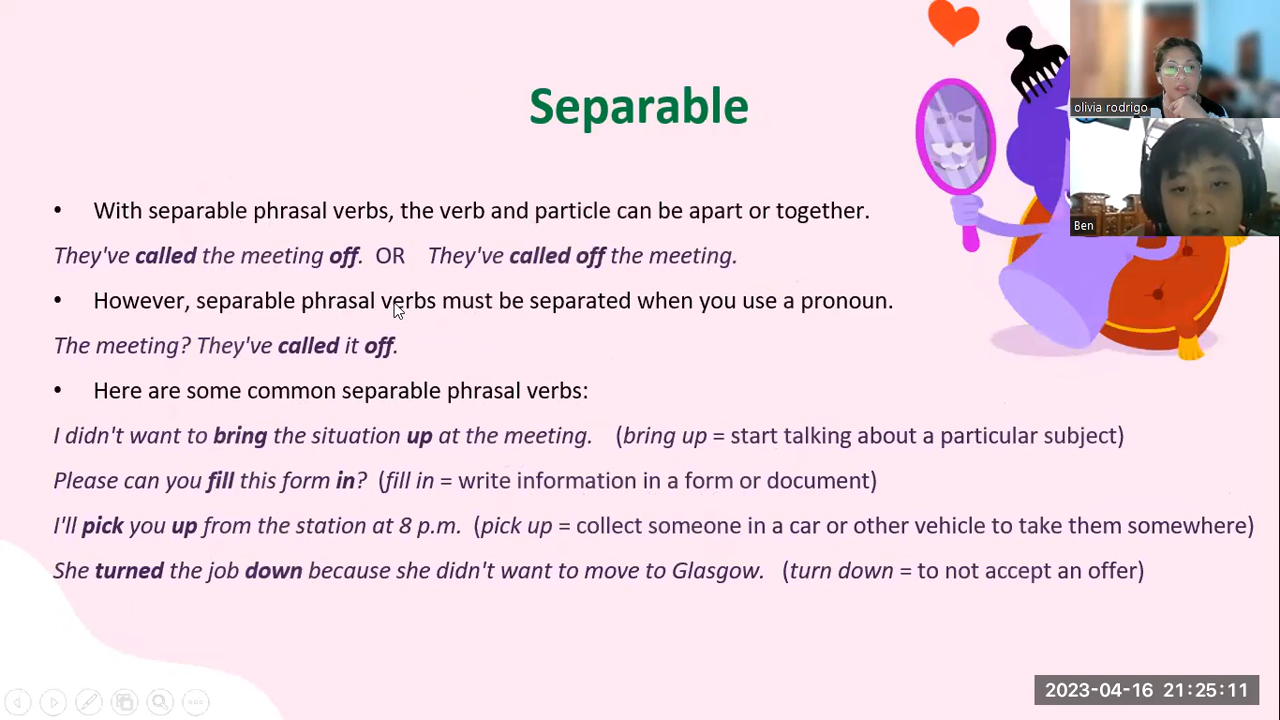 Separable
• With separable phrasal verbs, the verb and particle can be apart or together.
They've called the meeting off. OR They've called off the meeting.
• However, separable phrasal verbs must be separated when you use a pronoun.
The meeting? They've called it off.
• Here are some common separable phrasal verbs:
I didn't want to bring the situation up at the meeting. (bring up = start talking about a particular subject)
Please can you fill this form in? (fill in = write information in a form or document)
I'll pick you up from the station at 8 p.m. (pick up = collect someone in a car or other vehicle to take them somewhere)
She turned the job down because she didn't want to move to Glasgow. (turn down = to not accept an offer)
olivia rodrigo
Ben
2023-04-16 21:25:11